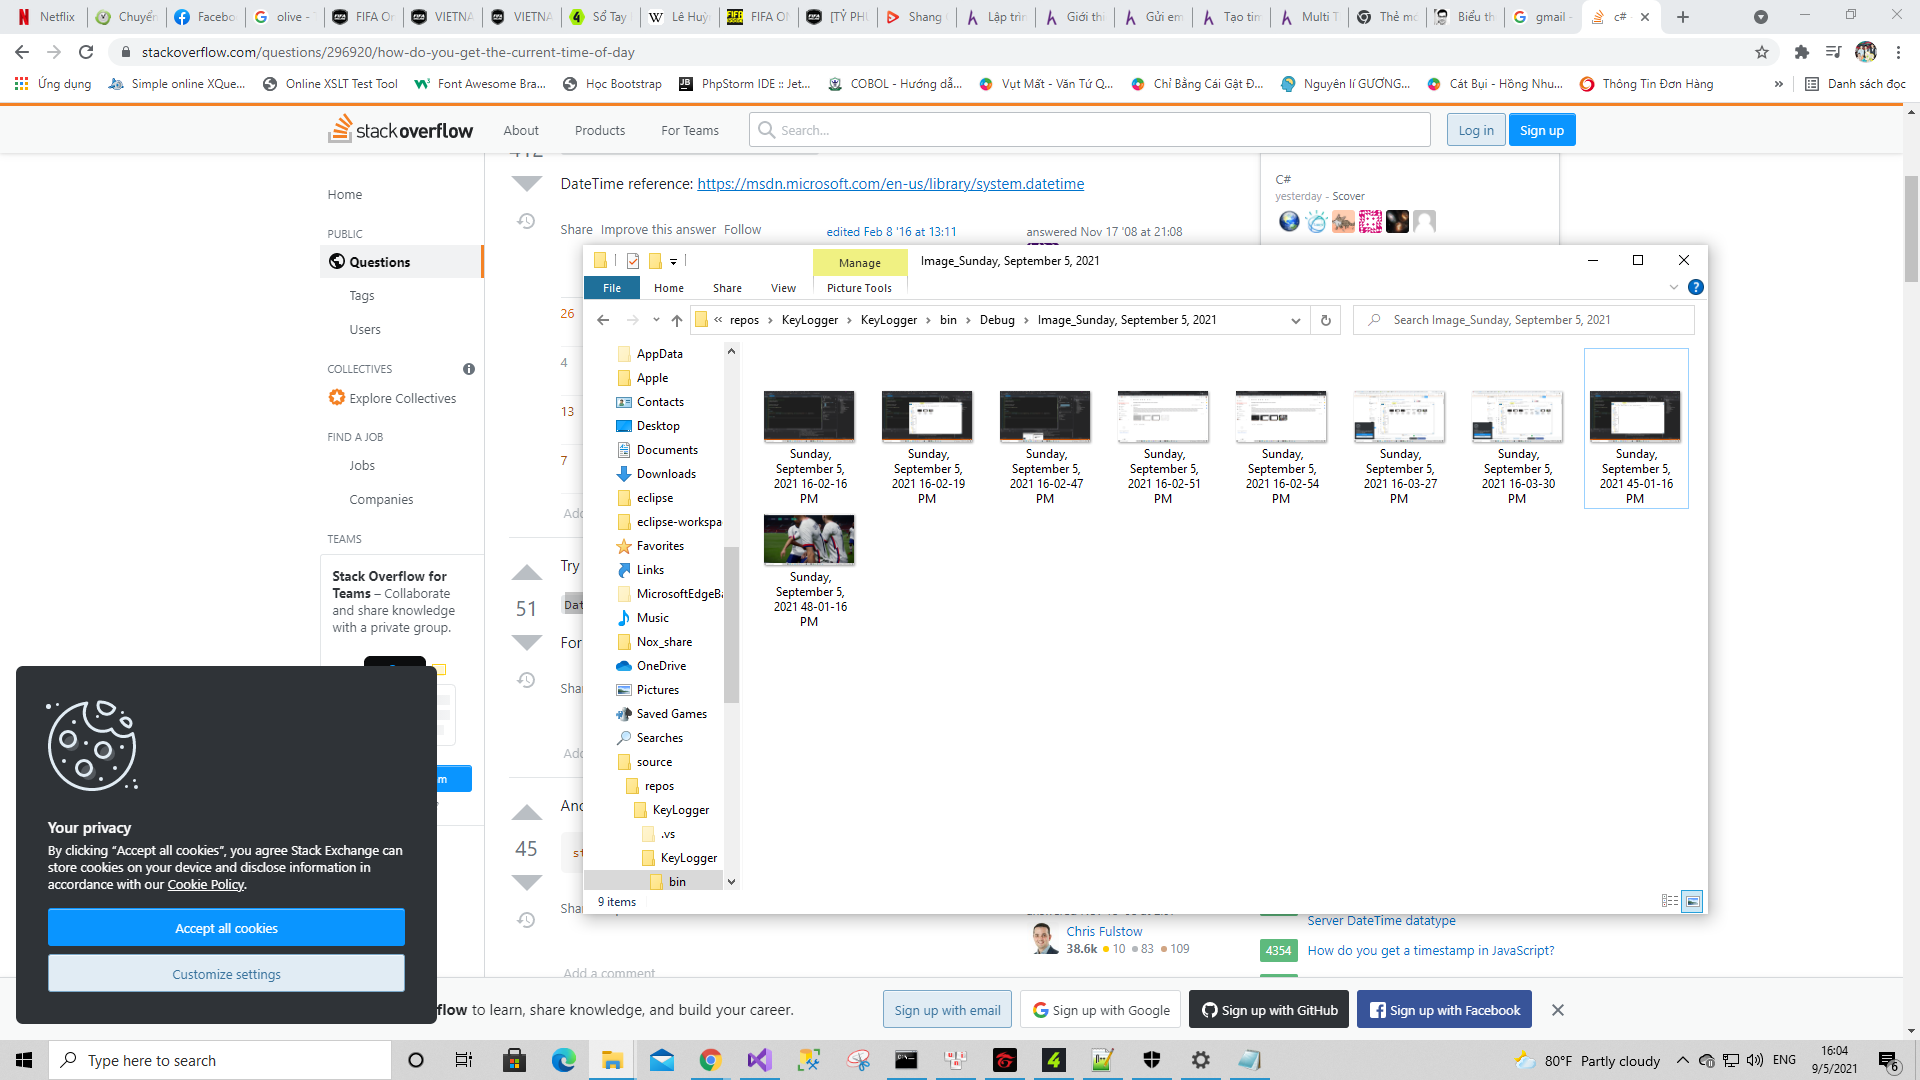 Netflix
Chuyển
Facebo
olive -
FIFA On
VIETNA
VIETNA
Sổ Tay
Lê Huỳ
FIFA Ol
[TỶ PHI
Shang
Lập trìn
Giới thi
Gửi em
Tạo tim
Multi T
Thẻ mo
Biểu th
gmail -
c#
stackoverflow.com/questions/296920/how-do-you-get-the-current-time-of-day
Ứng dụng
Simple online XQue...
Online XSLT Test Tool
Font Awesome Bra...
Học Bootstrap
PhpStorm IDE :: Jet...
COBOL - Hướng dẫ...
Vụt Mất - Văn Tứ Q...
Chỉ Bằng Cái Gật Đ...
Nguyên lí GƯƠNG...
Cát Bụi - Hồng Nhu...
Thông Tin Đơn Hàng
»
Danh sách đọc
stackoverflow
About
Products
For Teams
Search...
Log in
Sign up
412
Home
PUBLIC
Questions
Tags
Users
COLLECTIVES
Explore Collectives
FIND A JOB
Jobs
Companies
TEAMS
Stack Overflow for
Teams – Collaborate
and share knowledge
with a private group.
DateTime reference: https://msdn.microsoft.com/en-us/library/system.datetime
Share Improve this answer Follow
edited Feb 8 '16 at 13:11
answered Nov 17 '08 at 21:08
C#
yesterday - Scover
26
4
13
7
Add
Try
51
Dat
For
Shar
Add
And
45
st
Shar
Manage
Image_Sunday, September 5, 2021
File
Home
Share
View
Picture Tools
«
repos
KeyLogger
KeyLogger
bin
Debug
Image_Sunday, September 5, 2021
Search Image_Sunday, September 5, 2021
AppData
Apple
Contacts
Desktop
Documents
Downloads
eclipse
eclipse-workspa
Favorites
Links
MicrosoftEdgeBa
Music
Nox_share
OneDrive
Pictures
Saved Games
Searches
source
repos
KeyLogger
.vs
KeyLogger
bin
Sunday,
September 5,
2021 16-02-16
PM
Sunday,
September 5,
2021 16-02-19
PM
Sunday,
September 5,
2021 16-02-47
PM
Sunday,
September 5,
2021 16-02-51
PM
Sunday,
September 5,
2021 16-02-54
PM
Sunday,
September 5,
2021 16-03-27
PM
Sunday,
September 5,
2021 16-03-30
PM
Sunday,
September 5,
2021 45-01-16
PM
Sunday,
September 5,
2021 48-01-16
PM
9 items
Chris Fulstow
38.6k 10 83 109
Add a comment
Server DateTime datatype
4354
How do you get a timestamp in JavaScript?
Your privacy
By clicking “Accept all cookies”, you agree Stack Exchange can
store cookies on your device and disclose information in
accordance with our Cookie Policy.
Accept all cookies
Customize settings
flow to learn, share knowledge, and build your career.
Sign up with email
Sign up with Google
Sign up with GitHub
Sign up with Facebook
Type here to search
80°F Partly cloudy
ENG
16:04
9/5/2021
6